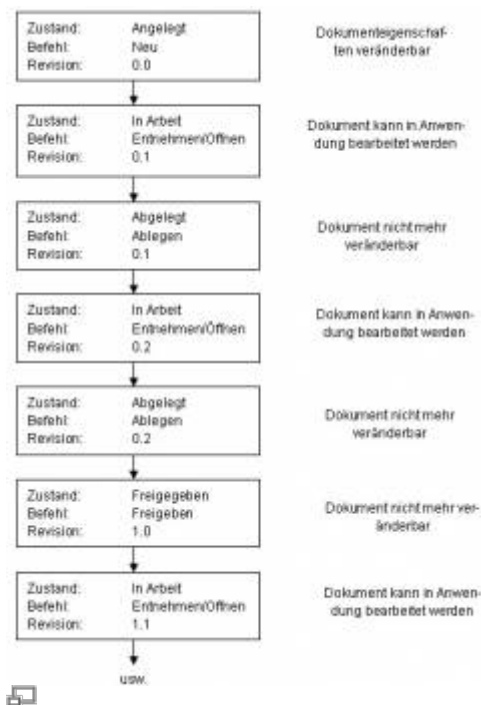 Zustand: Angelegt
Befehl: Neu
Revision: 0.0
Dokumenteigenschaf-
ten veränderbar
Zustand: In Arbeit
Befehl: Entnehmen/Öffnen
Revision: 0.1
Dokument kann in Anwen-
dung bearbeitet werden
Zustand: Abgelegt
Befehl: Ablegen
Revision: 0.1
Dokument nicht mehr
veränderbar
Zustand: In Arbeit
Befehl: Entnehmen/Öffnen
Revision: 0.2
Dokument kann in Anwen-
dung bearbeitet werden
Zustand: Abgelegt
Befehl: Ablegen
Revision: 0.2
Dokument nicht mehr
veränderbar
Zustand: Freigegeben
Befehl: Freigeben
Revision: 1.0
Dokument nicht mehr ver-
änderbar
Zustand: In Arbeit
Befehl: Entnehmen/Öffnen
Revision: 1.1
Dokument kann in Anwen-
dung bearbeitet werden
usw.